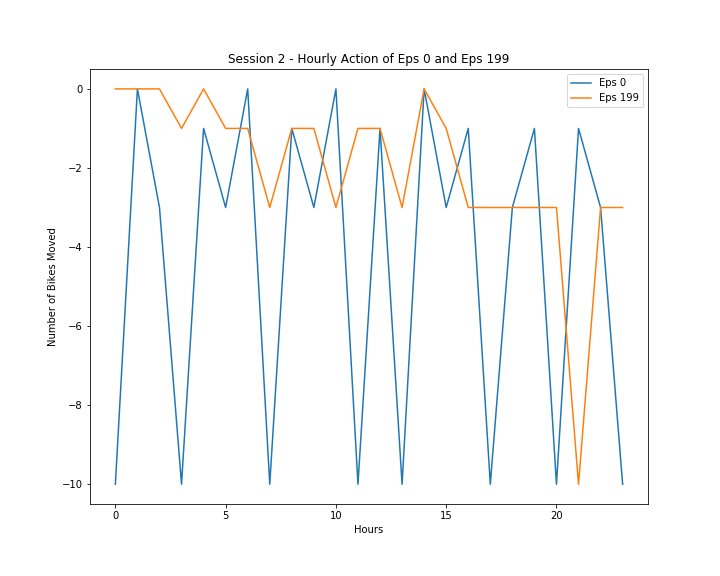 Session 2 - Hourly Action of Eps 0 and Eps 199
Eps 0
Eps 199
0
−2
−4
−6
−8
−10
Number of Bikes Moved
0
5
10
15
20
Hours